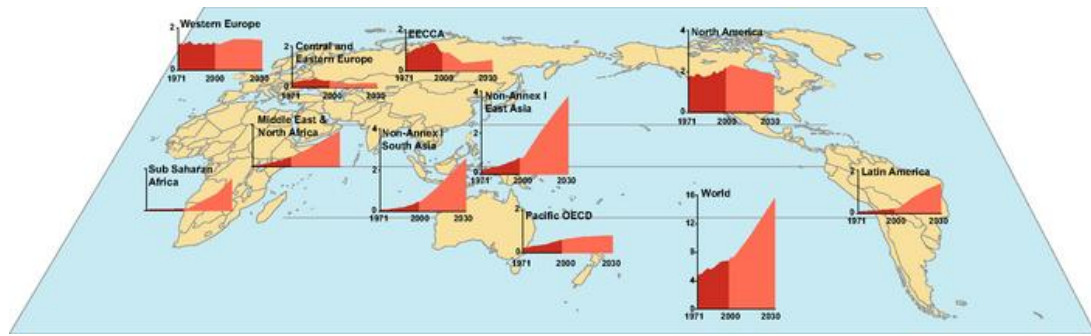 Western Europe
2
0
1971 2000 2030
Central and
Eastern Europe
2
0
1971 2000 2030
EECCA
2
0
1971 2000 2030
North America
4
2
0
1971 2000 2030
Middle East &
North Africa
Non-Annex I
South Asia
4
2
0
1971 2000 2030
Non-Annex I
East Asia
4
2
0
1971 2000 2030
Sub Saharan
Africa
Pacific OECD
2
0
1971 2000 2030
World
16
12
8
4
0
1971 2000 2030
Latin America
2
0
1971 2000 2030